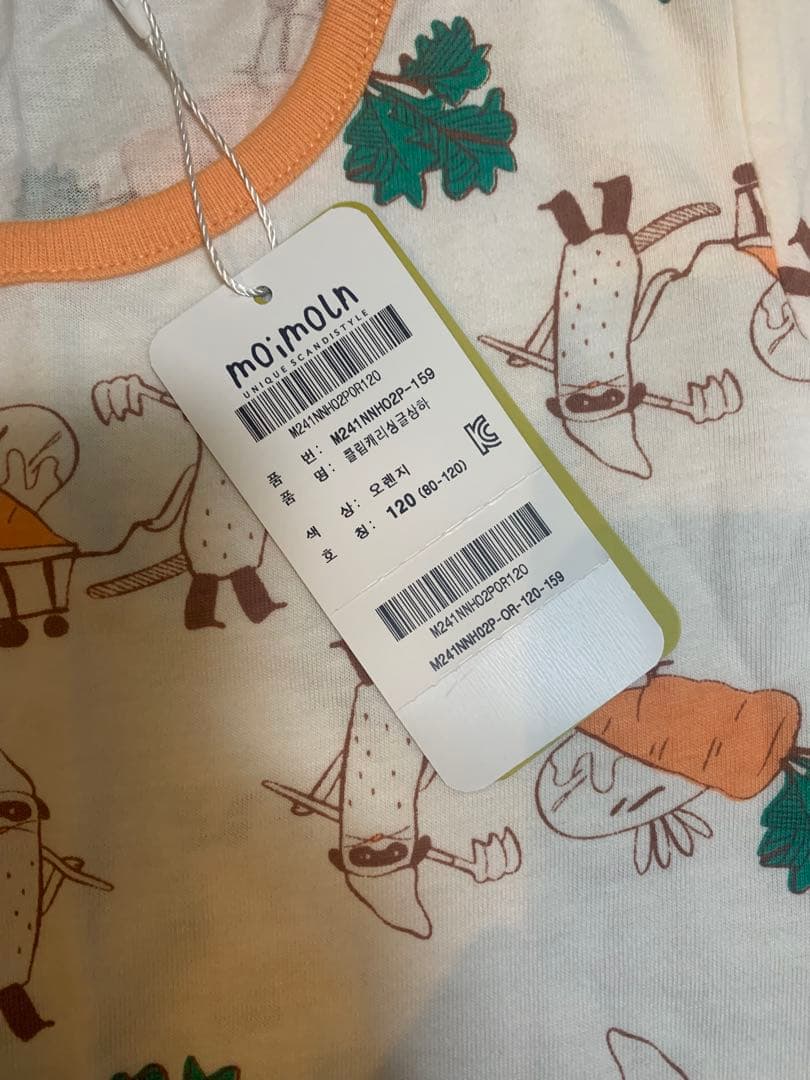 moimoln
UNIQUE SCANDISTYLE
M241NNH02POR120
품 번: M241NNH02P-159
품 명: 클림캐리싱글상하
색 상: 오렌지
호 칭: 120 (80-120)
M241NNH02POR120
M241NNH02P-OR-120-159